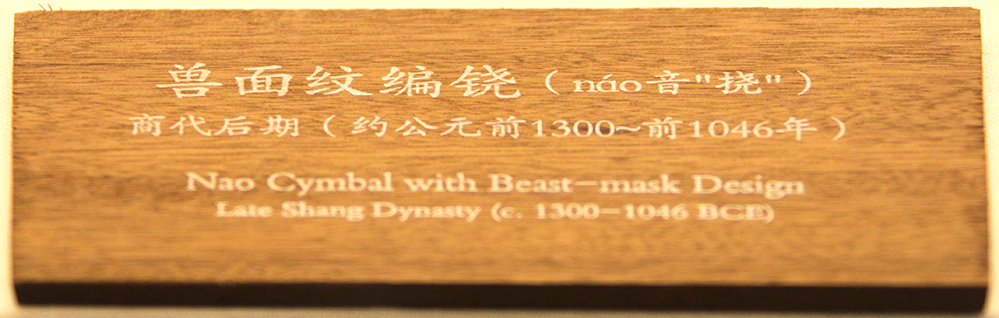 兽面纹编铙（náo音"挠"）
商代后期（约公元前1300~前1046年）
Nao Cymbal with Beast-mask Design
Late Shang Dynasty (c. 1300-1046 BCE)